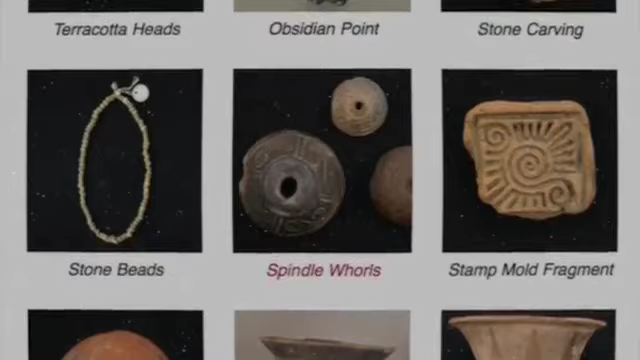 Terracotta Heads
Obsidian Point
Stone Carving
Stone Beads
Spindle Whorls
Stamp Mold Fragment